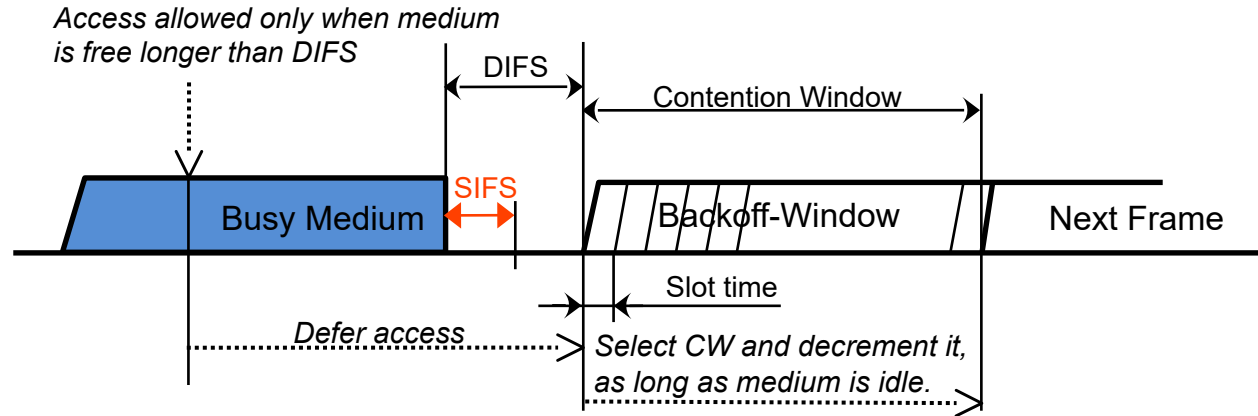 Access allowed only when medium
is free longer than DIFS
DIFS
Contention Window
SIFS
Busy Medium
Backoff-Window
Next Frame
Slot time
Defer access
Select CW and decrement it,
as long as medium is idle.